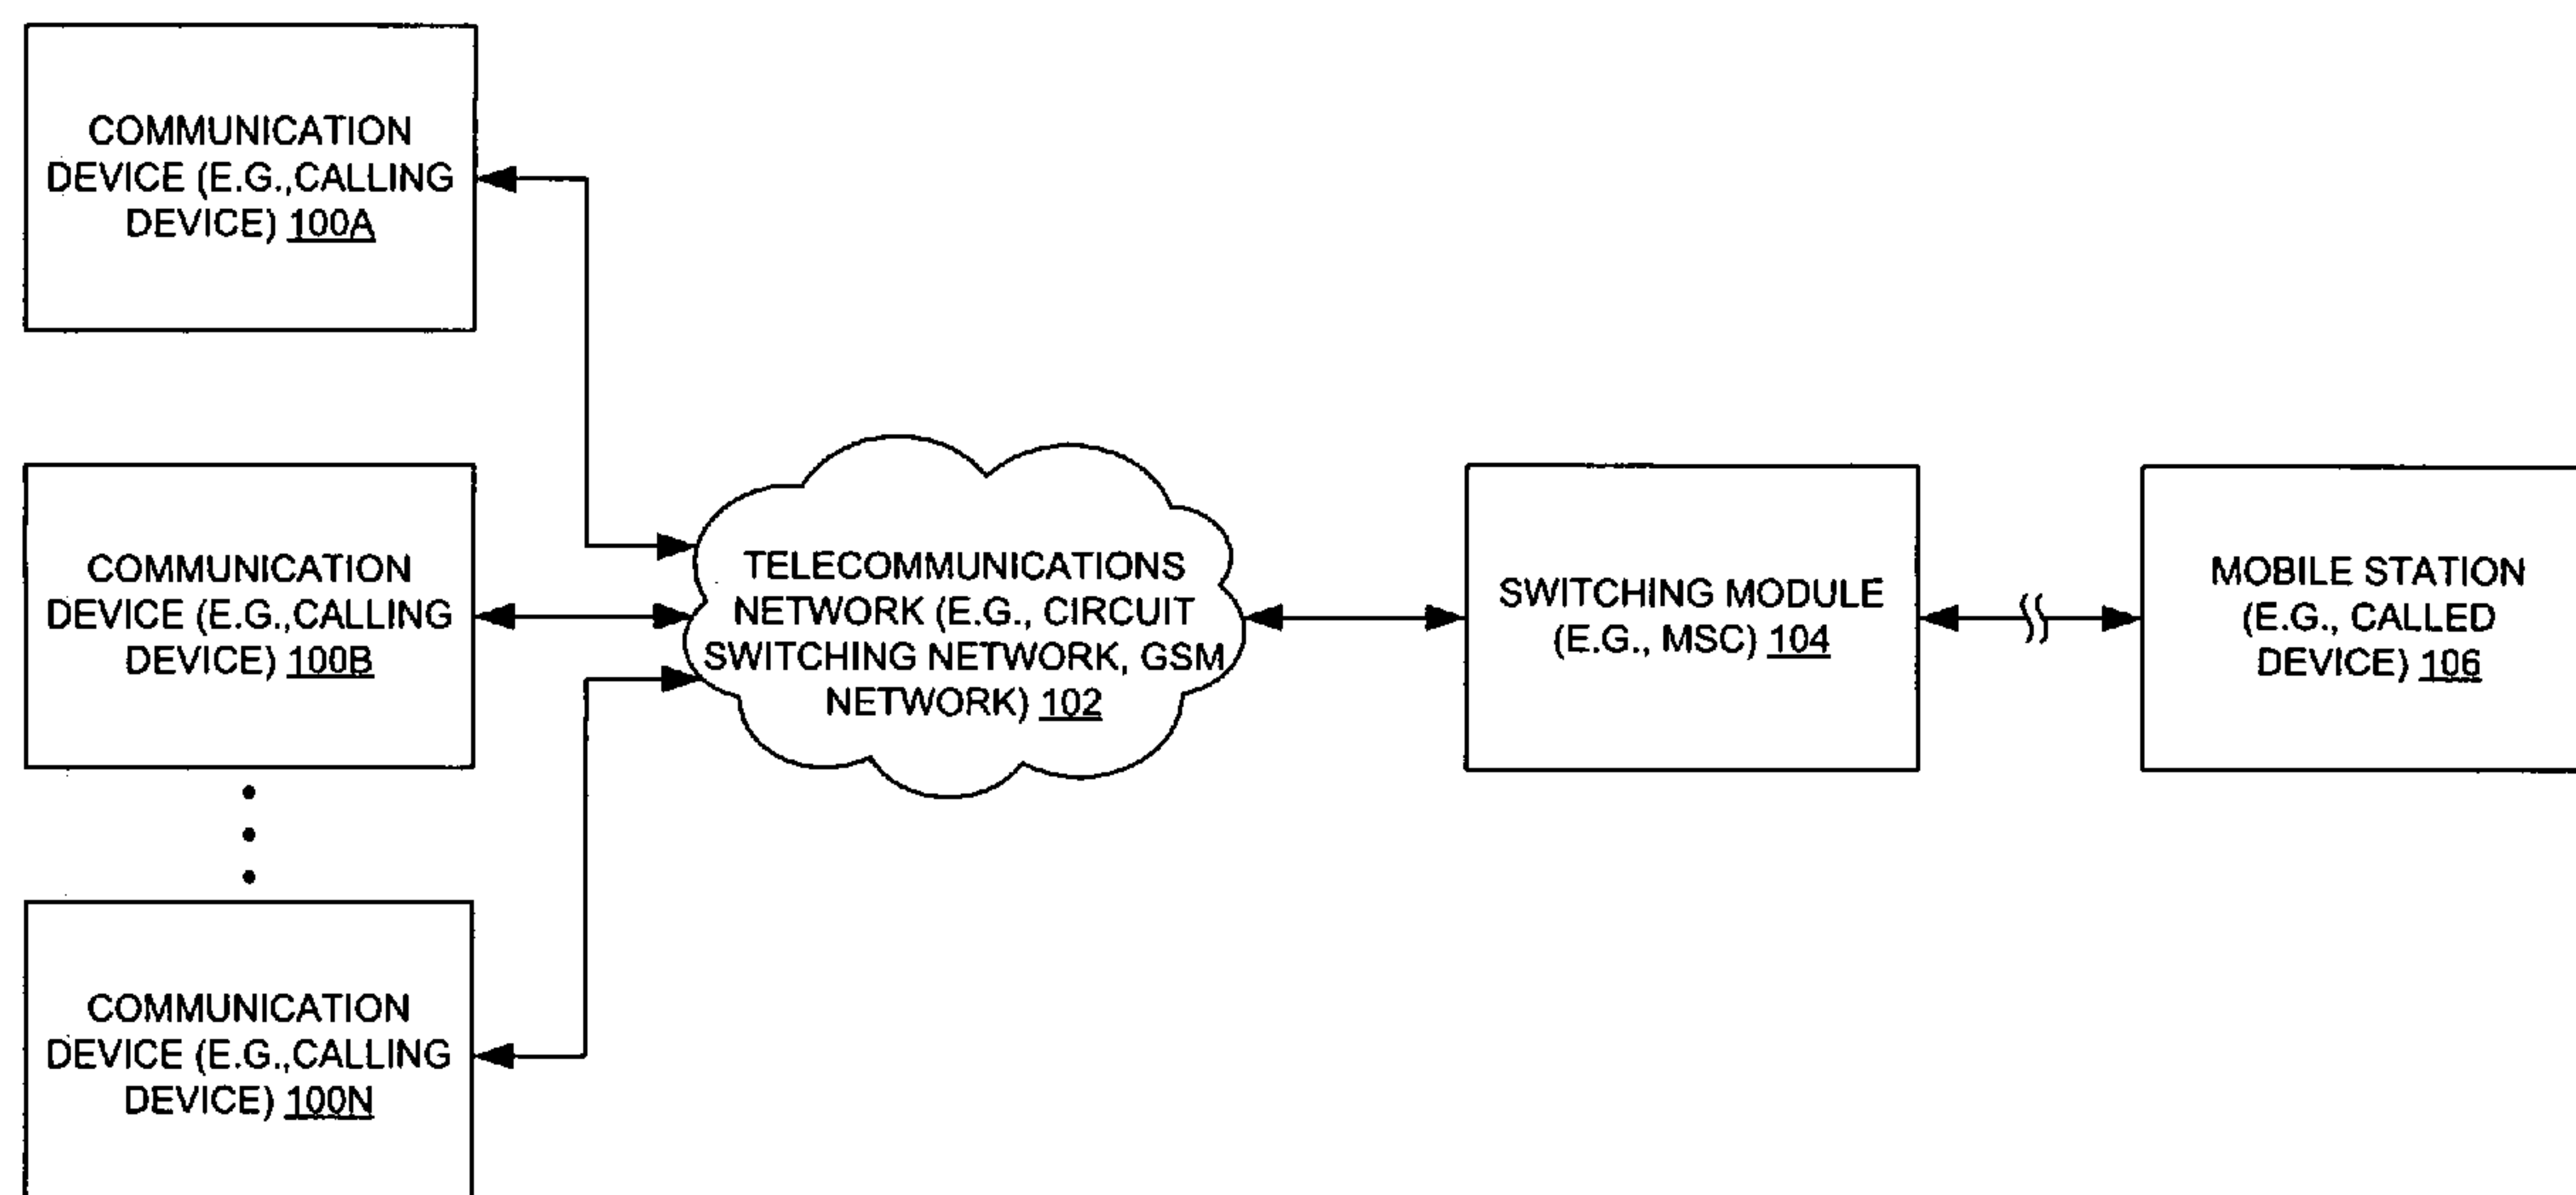 COMMUNICATION
DEVICE (E.G.,CALLING
DEVICE) 100A
COMMUNICATION
DEVICE (E.G.,CALLING
DEVICE) 100B
COMMUNICATION
DEVICE (E.G.,CALLING
DEVICE) 100N
TELECOMMUNICATIONS
NETWORK (E.G., CIRCUIT
SWITCHING NETWORK, GSM
NETWORK) 102
SWITCHING MODULE
(E.G., MSC) 104
MOBILE STATION
(E.G., CALLED
DEVICE) 106